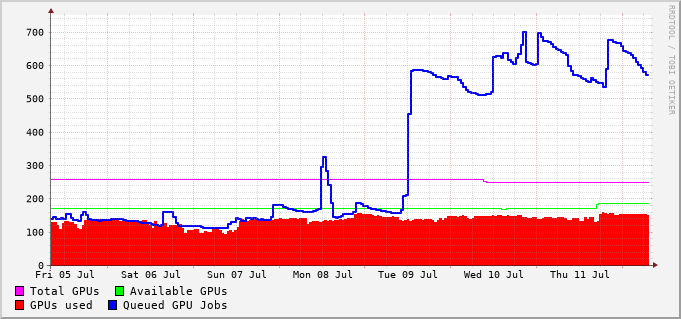 RRDTOOL / TOBI OETIKER
700
600
500
400
300
200
100
0
Fri 05 Jul Sat 06 Jul Sun 07 Jul Mon 08 Jul Tue 09 Jul Wed 10 Jul Thu 11 Jul
Total GPUs Available GPUs
GPUs used Queued GPU Jobs